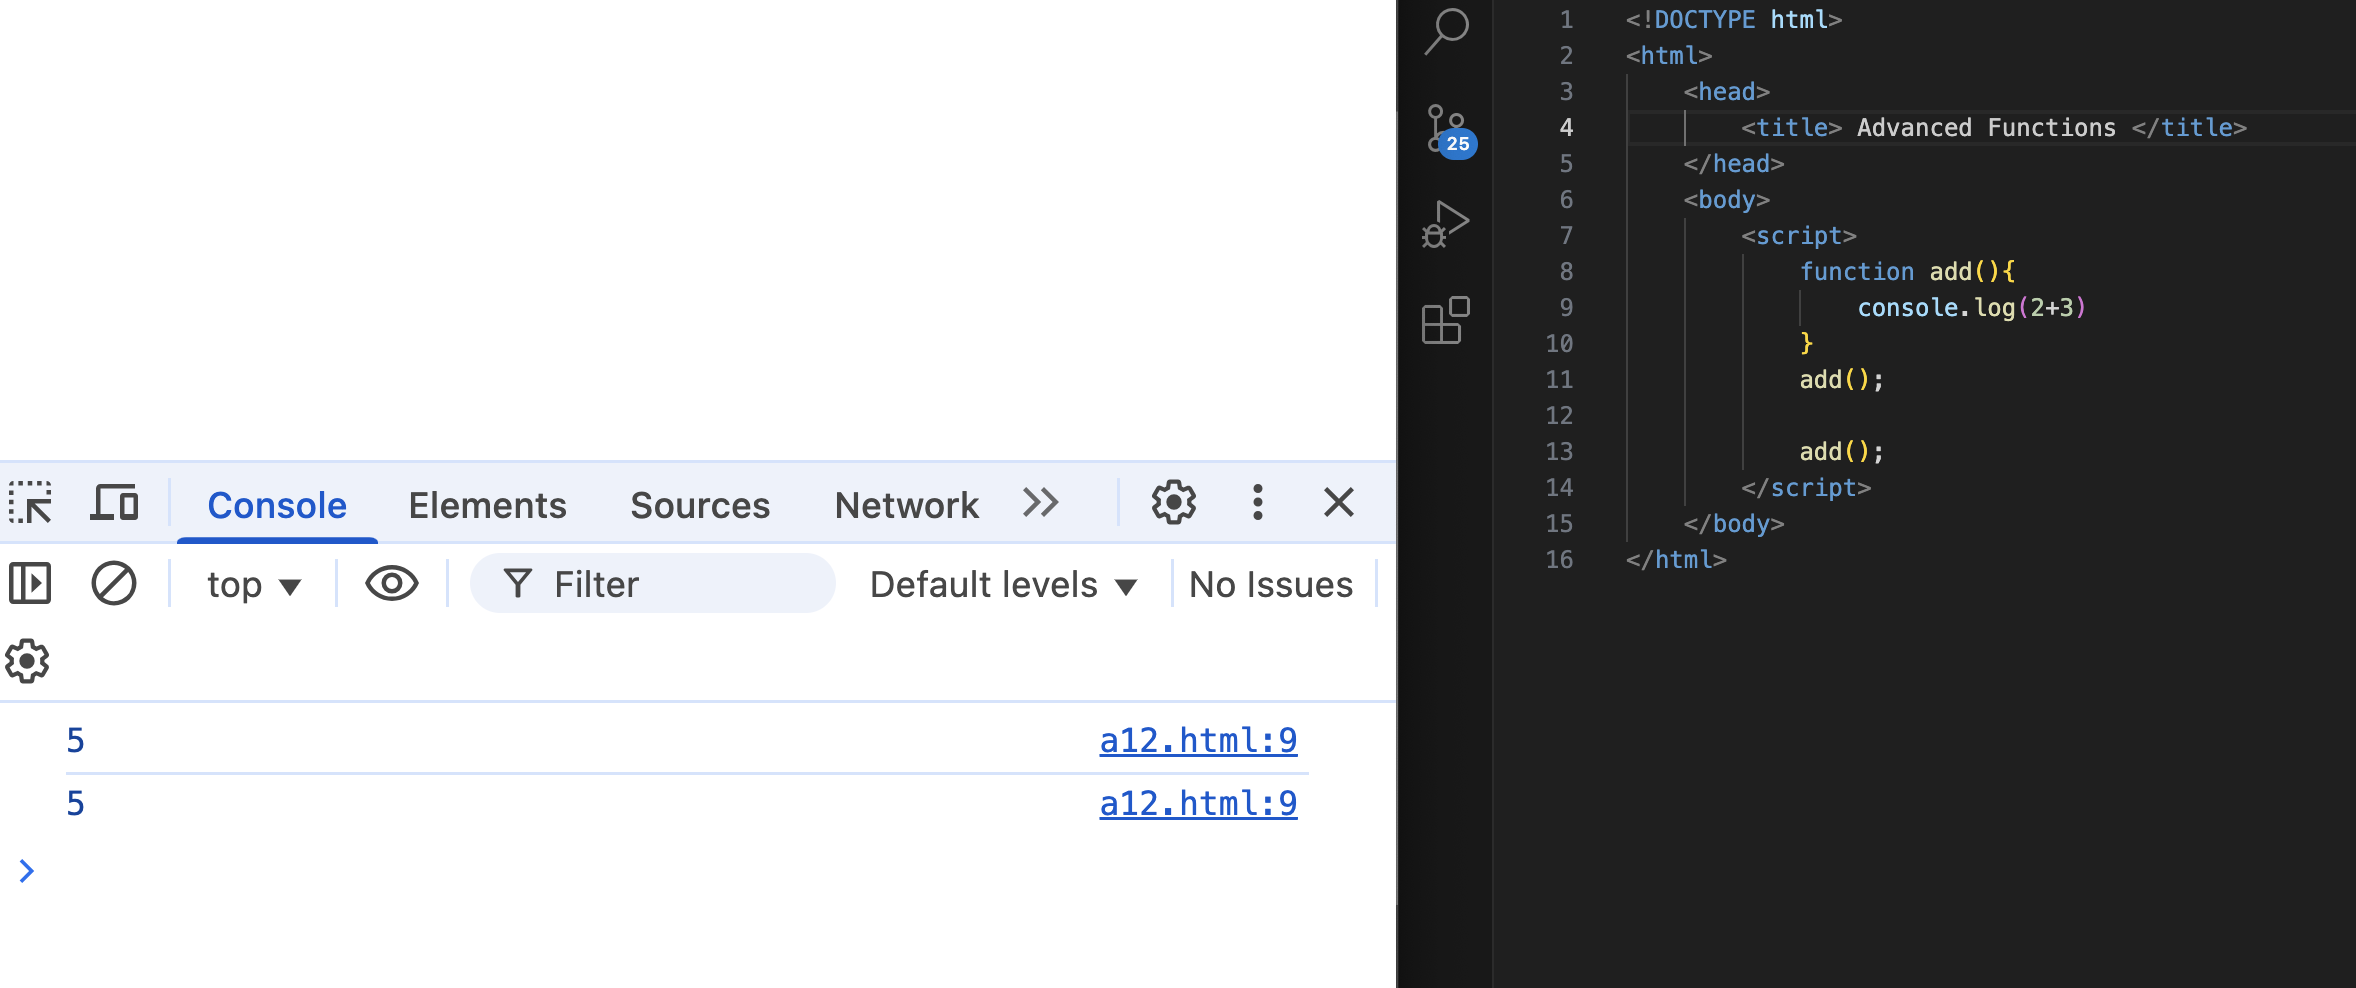 Console Elements Sources Network
top Filter Default levels No Issues
5 a12.html:9
5 a12.html:9
25
1 <!DOCTYPE html>
2 <html>
3 <head>
4 <title> Advanced Functions </title>
5 </head>
6 <body>
7 <script>
8 function add(){
9 console.log(2+3)
10 }
11 add();
12
13 add();
14 </script>
15 </body>
16 </html>